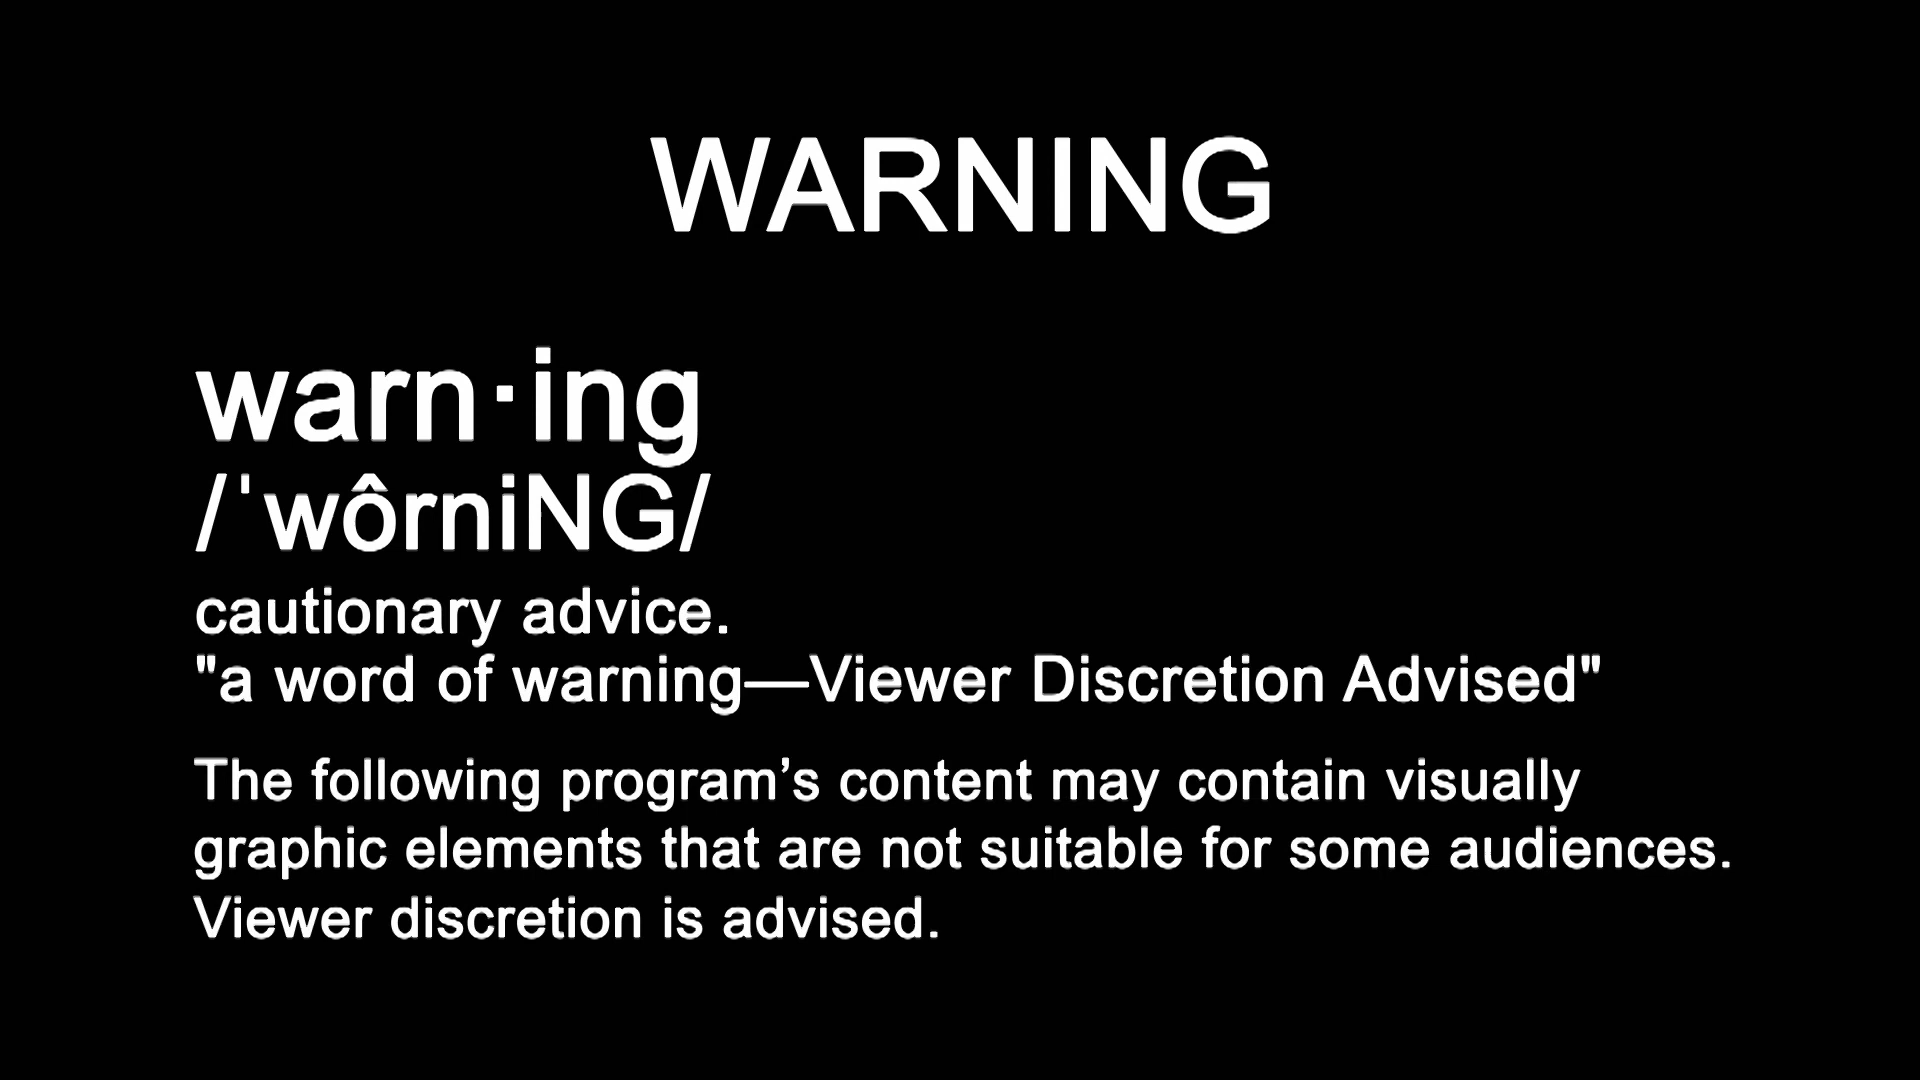 WARNING
warn·ing
/ˈwôrniNG/
cautionary advice.
"a word of warning—Viewer Discretion Advised"
The following program’s content may contain visually
graphic elements that are not suitable for some audiences.
Viewer discretion is advised.